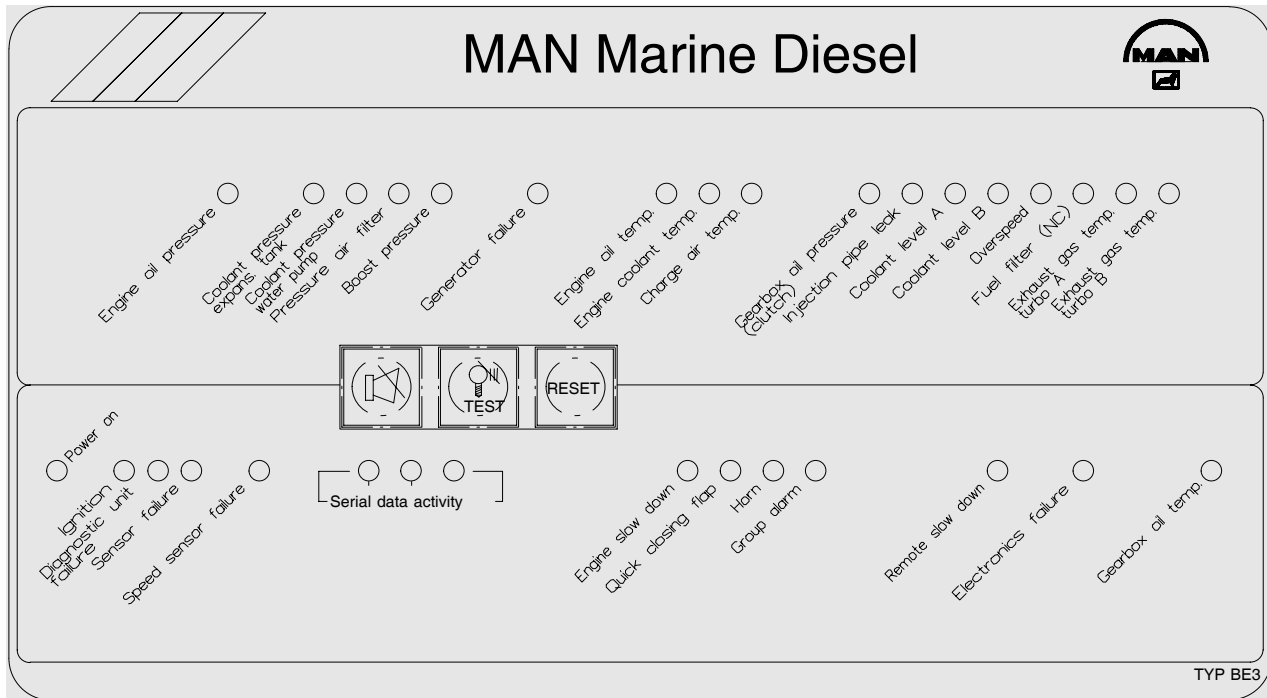 MAN Marine Diesel
MAN
Engine oil pressure
Coolant pressure
expans. tank
Coolant pressure
water pump
Pressure air filter
Boost pressure
Generator failure
Engine oil temp.
Engine coolant temp.
Charge air temp.
Gearbox oil pressure
(clutch)
Injection pipe leak
Coolant level A
Coolant level B
Overspeed
Fuel filter (NC)
Exhaust gas temp.
turbo A
Exhaust gas temp.
turbo B
TEST
RESET
Power on
Ignition
Diagnostic unit
failure
Sensor failure
Speed sensor failure
Serial data activity
Engine slow down
Quick closing flap
Horn
Group alarm
Remote slow down
Electronics failure
Gearbox oil temp.
TYP BE3